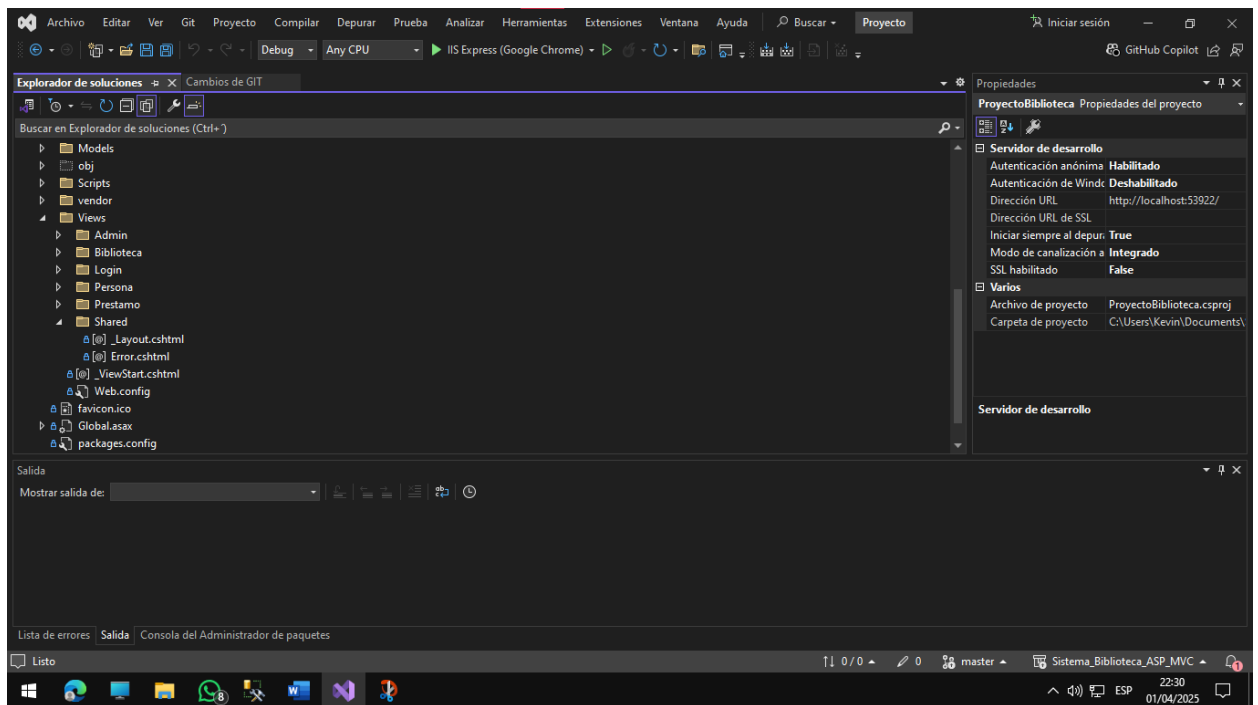 Archivo Editar Ver Git Proyecto Compilar Depurar Prueba Analizar Herramientas Extensiones Ventana Ayuda Buscar Proyecto Iniciar sesión
Debug Any CPU IIS Express (Google Chrome) GitHub Copilot
Explorador de soluciones Cambios de GIT
Buscar en Explorador de soluciones (Ctrl+´)
Models
obj
Scripts
vendor
Views
Admin
Biblioteca
Login
Persona
Prestamo
Shared
[@] _Layout.cshtml
[@] Error.cshtml
[@] _ViewStart.cshtml
Web.config
favicon.ico
Global.asax
packages.config
Propiedades
ProyectoBiblioteca Propiedades del proyecto
Servidor de desarrollo
Autenticación anónima Habilitado
Autenticación de Windo Deshabilitado
Dirección URL http://localhost:53922/
Dirección URL de SSL
Iniciar siempre al depura True
Modo de canalización a Integrado
SSL habilitado False
Varios
Archivo de proyecto ProyectoBiblioteca.csproj
Carpeta de proyecto C:\Users\Kevin\Documents\
Servidor de desarrollo
Salida
Mostrar salida de:
Lista de errores Salida Consola del Administrador de paquetes
Listo 0/0 0 master Sistema_Biblioteca_ASP_MVC 1
8 ESP 22:30
01/04/2025